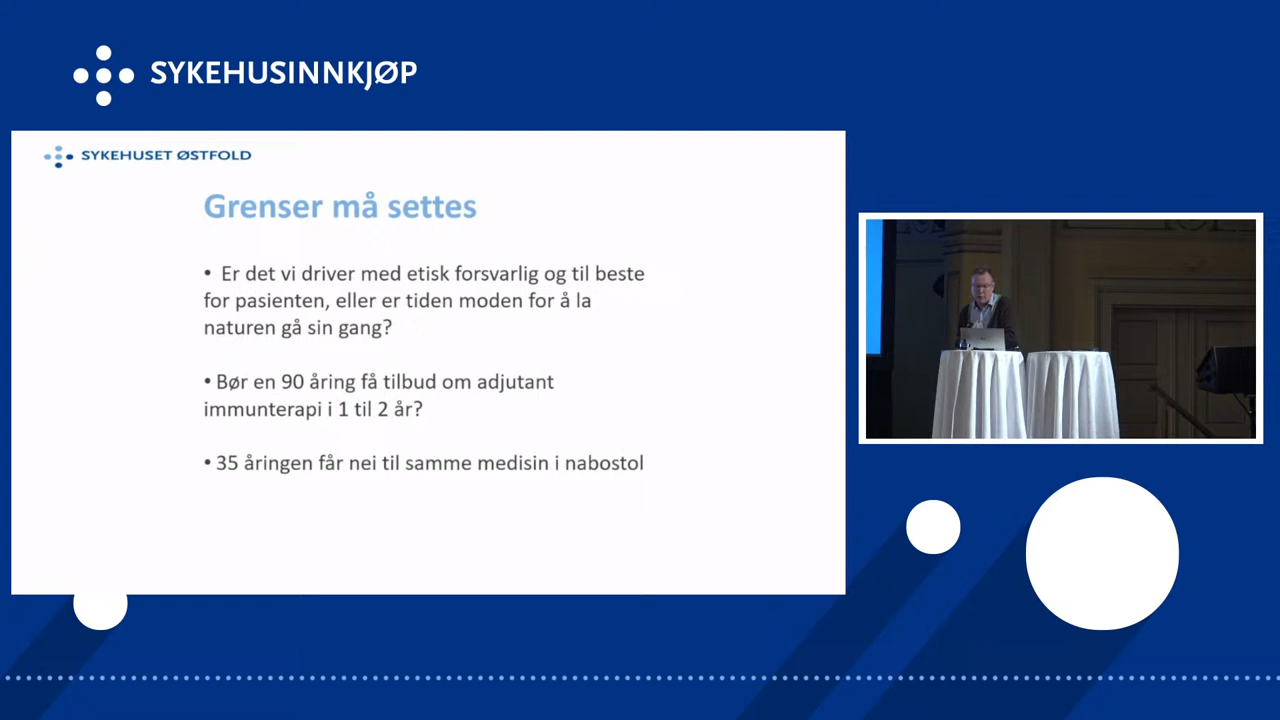 SYKEHUSINNKJØP
SYKEHUSET ØSTFOLD
Grenser må settes
• Er det vi driver med etisk forsvarlig og til beste
for pasienten, eller er tiden moden for å la
naturen gå sin gang?
• Bør en 90 åring få tilbud om adjutant
immunterapi i 1 til 2 år?
• 35 åringen får nei til samme medisin i nabostol